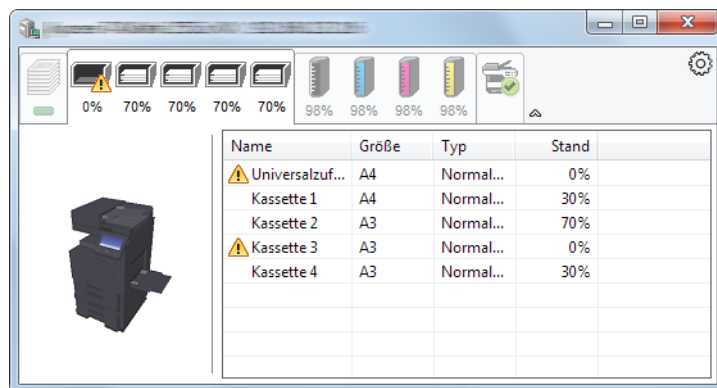 0% 70% 70% 70% 70% 98% 98% 98% 98%
Name Größe Typ Stand
Universalzuf... A4 Normal... 0%
Kassette 1 A4 Normal... 30%
Kassette 2 A3 Normal... 70%
Kassette 3 A3 Normal... 0%
Kassette 4 A3 Normal... 30%